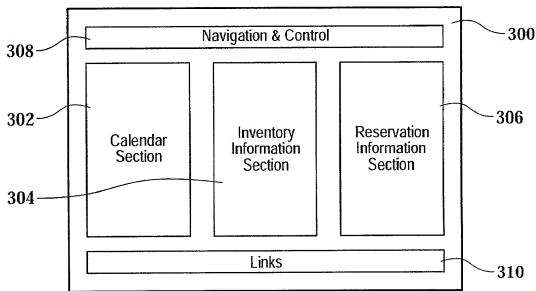 Navigation & Control
300
308
302
Calendar
Section
Inventory
Information
Section
Reservation
Information
Section
306
304
Links
310